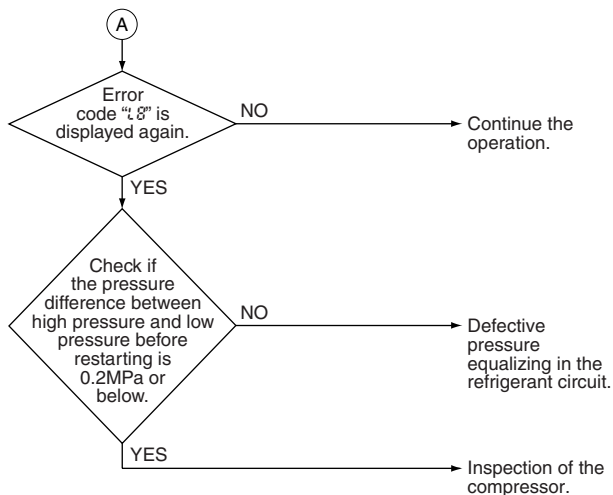 A
Error
code “L8” is
displayed again.
NO
Continue the
operation.
YES
Check if
the pressure
difference between
high pressure and low
pressure before
restarting is
0.2MPa or
below.
NO
Defective
pressure
equalizing in the
refrigerant circuit.
YES
Inspection of the
compressor.